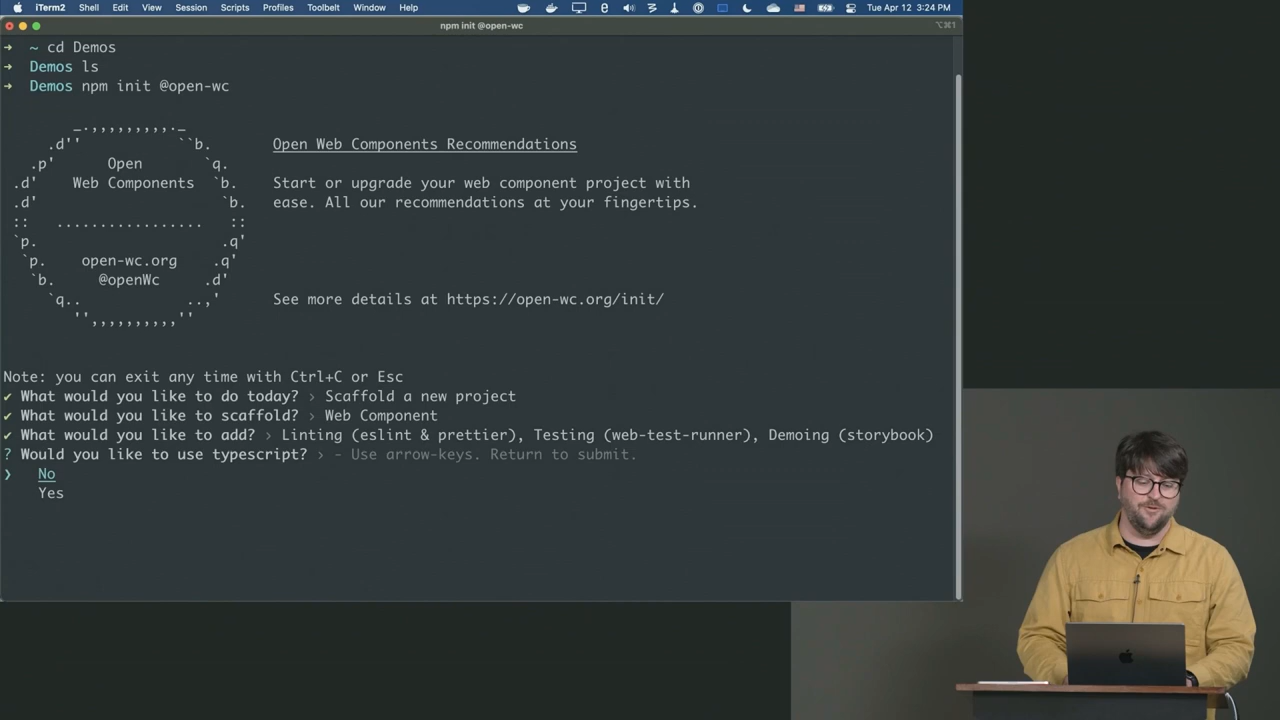 iTerm2 Shell Edit View Session Scripts Profiles Toolbelt Window Help Tue Apr 12 3:24 PM
npm init @open-wc ⌥⌘1
➜ ~ cd Demos
➜ Demos ls
➜ Demos npm init @open-wc
_.,,,,,,,,,._
.d'' ``b. Open Web Components Recommendations
.p' Open `q.
.d' Web Components `b. Start or upgrade your web component project with
.d' `b. ease. All our recommendations at your fingertips.
:: ................. ::
`p. .q'
`p. open-wc.org .q'
`b. @openWc .d'
`q.. ..,' See more details at https://open-wc.org/init/
'',,,,,,,,,,''
Note: you can exit any time with Ctrl+C or Esc
✔ What would you like to do today? › Scaffold a new project
✔ What would you like to scaffold? › Web Component
✔ What would you like to add? › Linting (eslint & prettier), Testing (web-test-runner), Demoing (storybook)
? Would you like to use typescript? › - Use arrow-keys. Return to submit.
❯ No
Yes